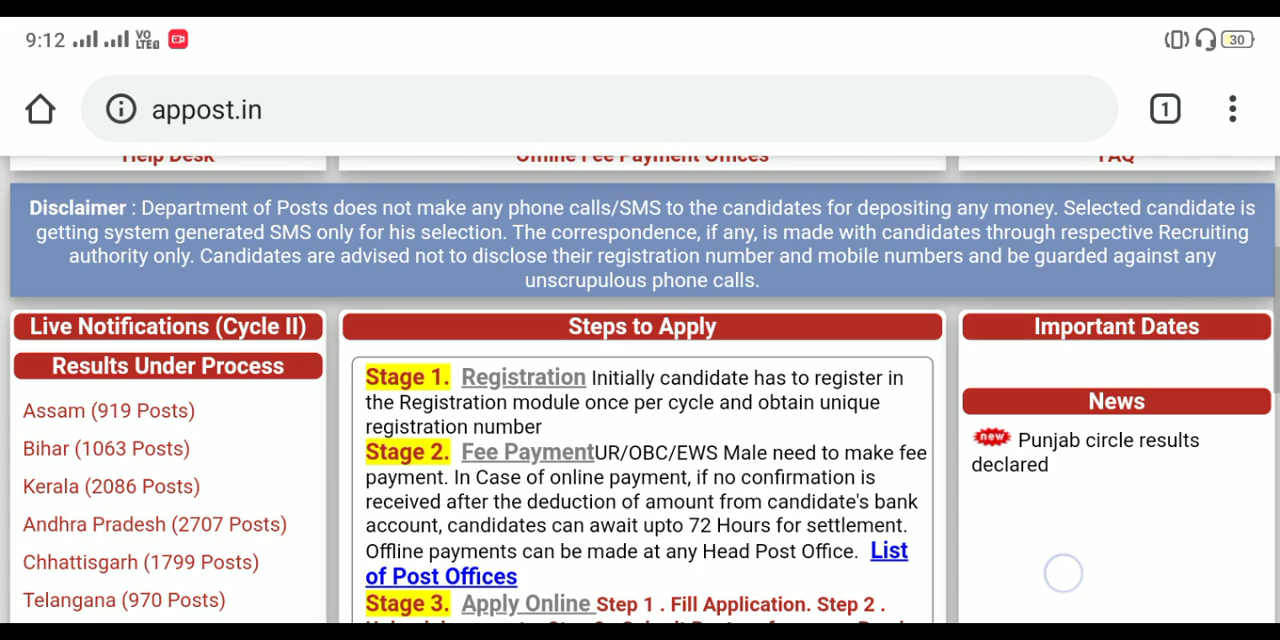 9:12 VO LTE 30
appost.in 1
Help Desk
Offline Fee Payment Offices
FAQ
Disclaimer : Department of Posts does not make any phone calls/SMS to the candidates for depositing any money. Selected candidate is
getting system generated SMS only for his selection. The correspondence, if any, is made with candidates through respective Recruiting
authority only. Candidates are advised not to disclose their registration number and mobile numbers and be guarded against any
unscrupulous phone calls.
Live Notifications (Cycle II)
Results Under Process
Assam (919 Posts)
Bihar (1063 Posts)
Kerala (2086 Posts)
Andhra Pradesh (2707 Posts)
Chhattisgarh (1799 Posts)
Telangana (970 Posts)
Steps to Apply
Stage 1. Registration Initially candidate has to register in
the Registration module once per cycle and obtain unique
registration number
Stage 2. Fee PaymentUR/OBC/EWS Male need to make fee
payment. In Case of online payment, if no confirmation is
received after the deduction of amount from candidate's bank
account, candidates can await upto 72 Hours for settlement.
Offline payments can be made at any Head Post Office. List
of Post Offices
Stage 3. Apply Online Step 1 . Fill Application. Step 2 .
Important Dates
News
new Punjab circle results
declared